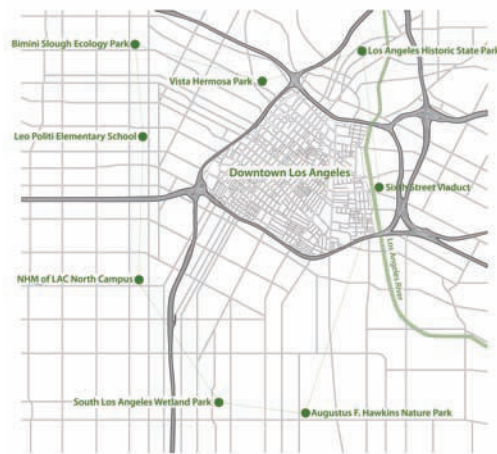 Bimini Slough Ecology Park
Los Angeles Historic State Park
Vista Hermosa Park
Leo Politi Elementary School
Downtown Los Angeles
Sixth Street Viaduct
Los Angeles River
NHM of LAC North Campus
South Los Angeles Wetland Park
Augustus F. Hawkins Nature Park